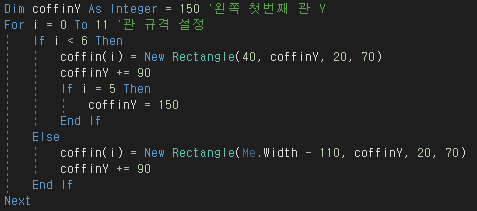 Dim coffinY As Integer = 150 '왼쪽 첫번째 관 Y
For i = 0 To 11 '관 규격 설정
If i < 6 Then
coffin(i) = New Rectangle(40, coffinY, 20, 70)
coffinY += 90
If i = 5 Then
coffinY = 150
End If
Else
coffin(i) = New Rectangle(Me.Width - 110, coffinY, 20, 70)
coffinY += 90
End If
Next